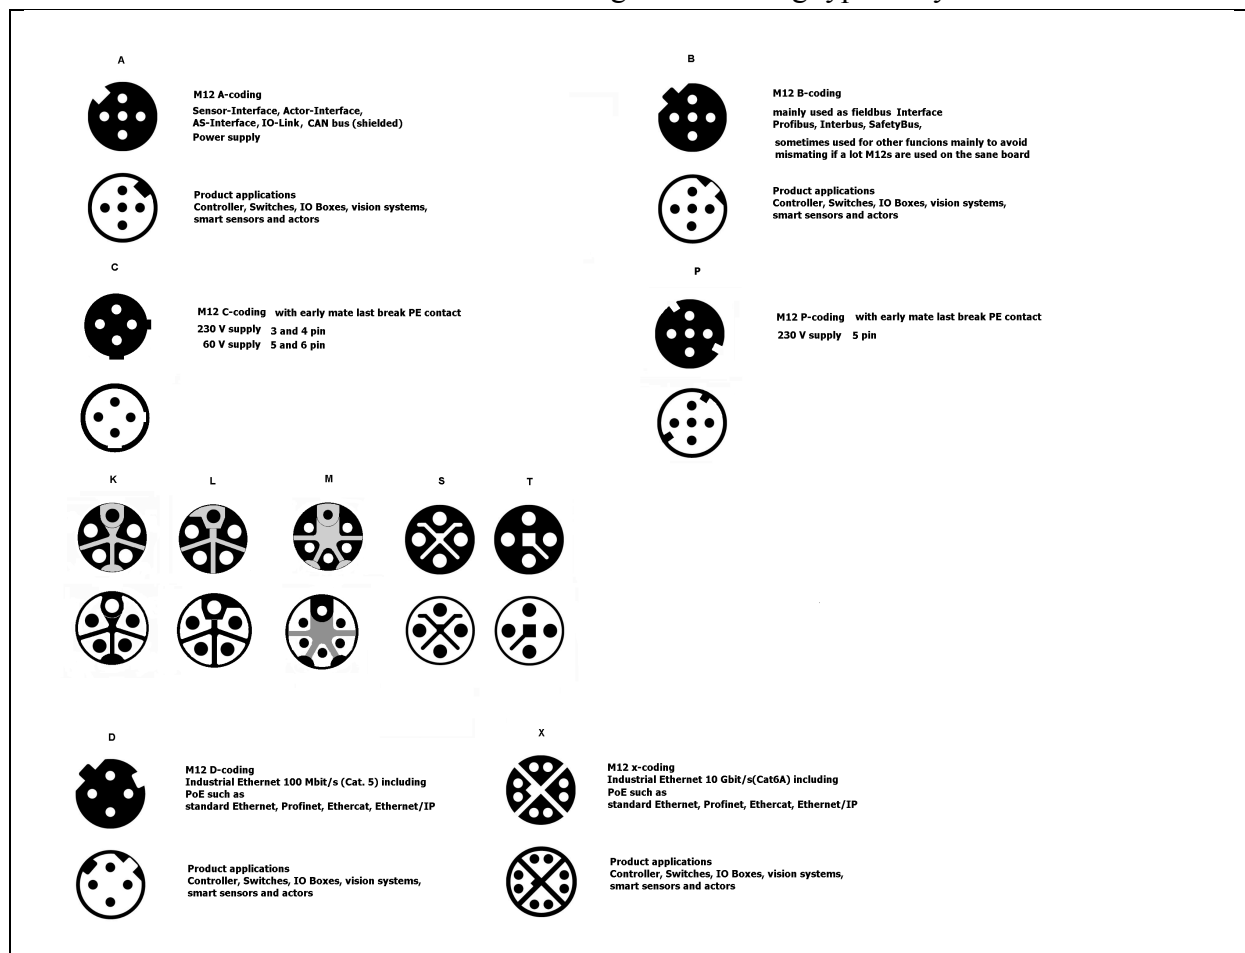 A
M12 A-coding
Sensor-Interface, Actor-Interface,
AS-Interface, IO-Link, CAN bus (shielded)
Power supply
Product applications
Controller, Switches, IO Boxes, vision systems,
smart sensors and actors
B
M12 B-coding
mainly used as fieldbus Interface
Profibus, Interbus, SafetyBus,
sometimes used for other funcions mainly to avoid
mismating if a lot M12s are used on the sane board
Product applications
Controller, Switches, IO Boxes, vision systems,
smart sensors and actors
C
M12 C-coding with early mate last break PE contact
230 V supply 3 and 4 pin
60 V supply 5 and 6 pin
P
M12 P-coding with early mate last break PE contact
230 V supply 5 pin
K L M S T
D
M12 D-coding
Industrial Ethernet 100 Mbit/s (Cat. 5) including
PoE such as
standard Ethernet, Profinet, Ethercat, Ethernet/IP
Product applications
Controller, Switches, IO Boxes, vision systems,
smart sensors and actors
X
M12 x-coding
Industrial Ethernet 10 Gbit/s(Cat6A) including
PoE such as
standard Ethernet, Profinet, Ethercat, Ethernet/IP
Product applications
Controller, Switches, IO Boxes, vision systems,
smart sensors and actors